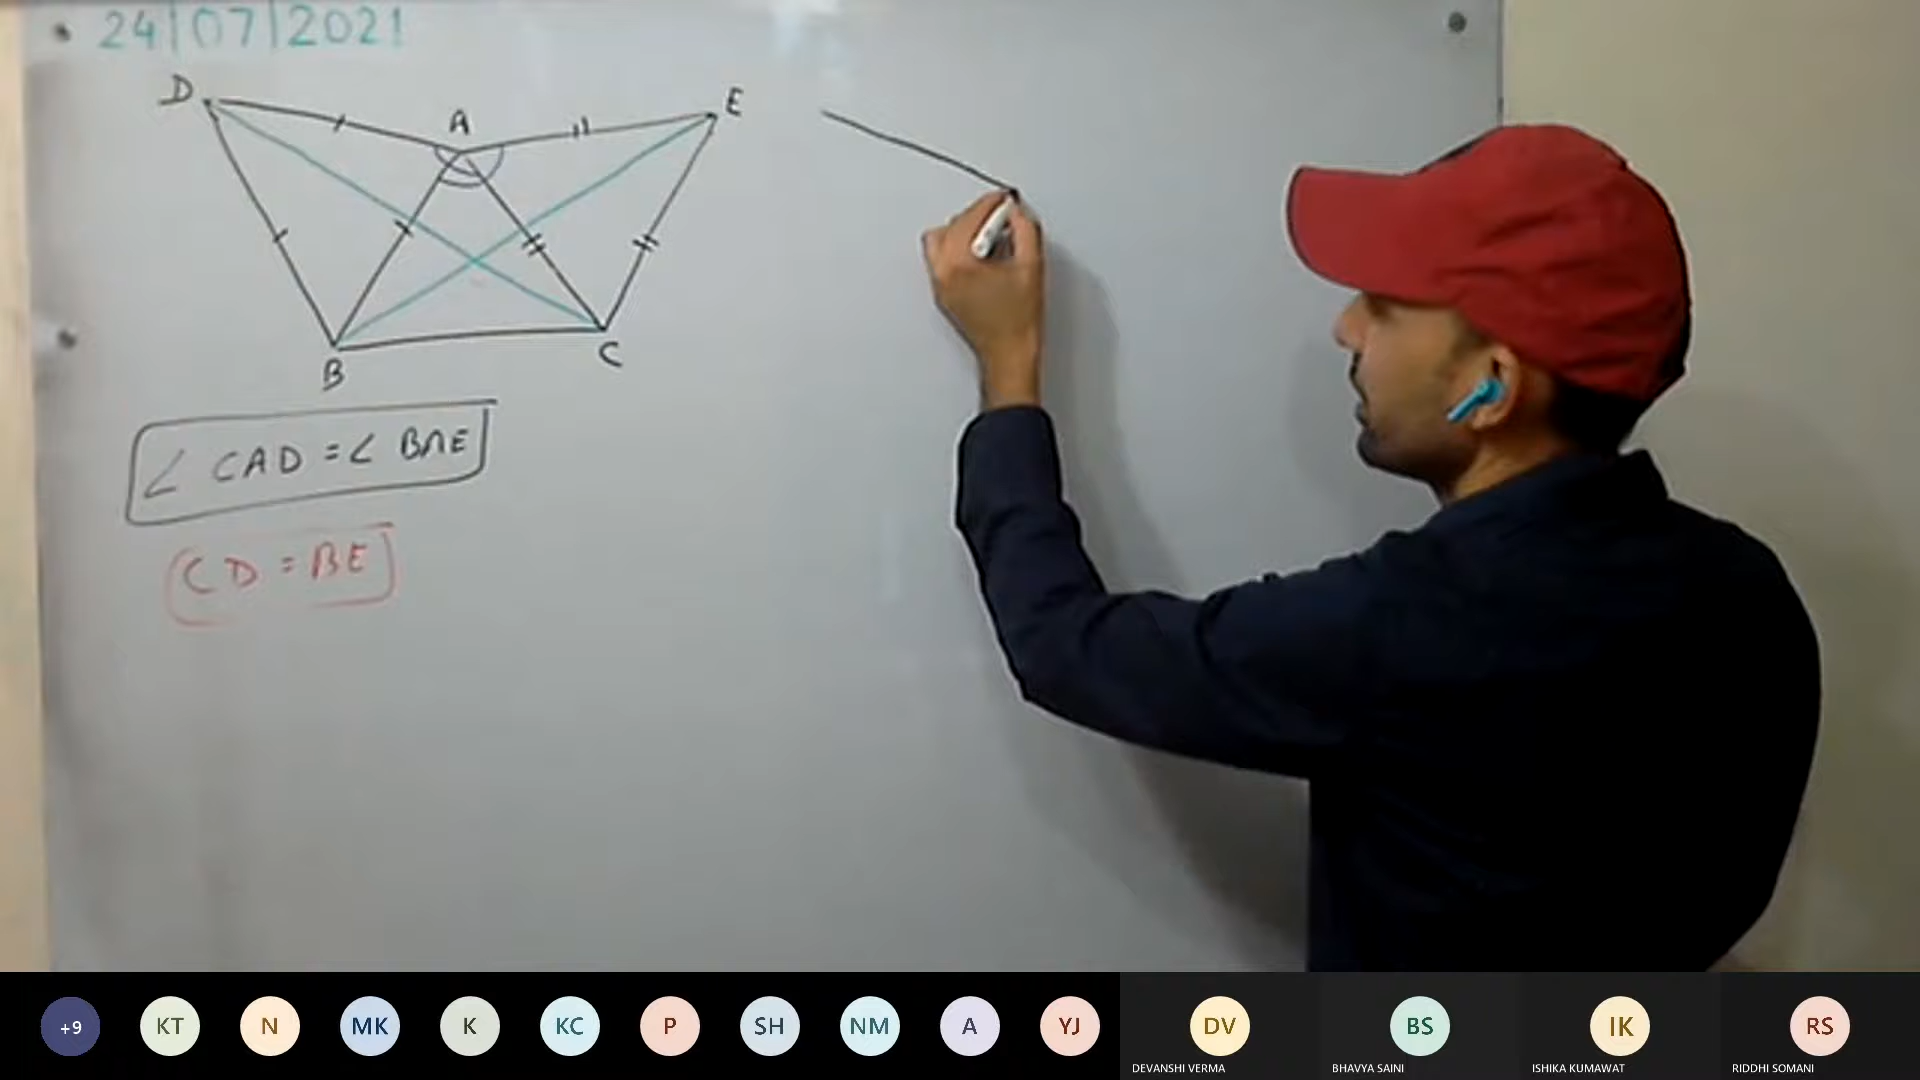 24|07|2021
D
A
E
B
C
∠ CAD = ∠ BAE
CD = BE
+9
KT
N
MK
K
KC
P
SH
NM
A
YJ
DV
BS
IK
RS
DEVANSHI VERMA
BHAVYA SAINI
ISHIKA KUMAWAT
RIDDHI SOMANI